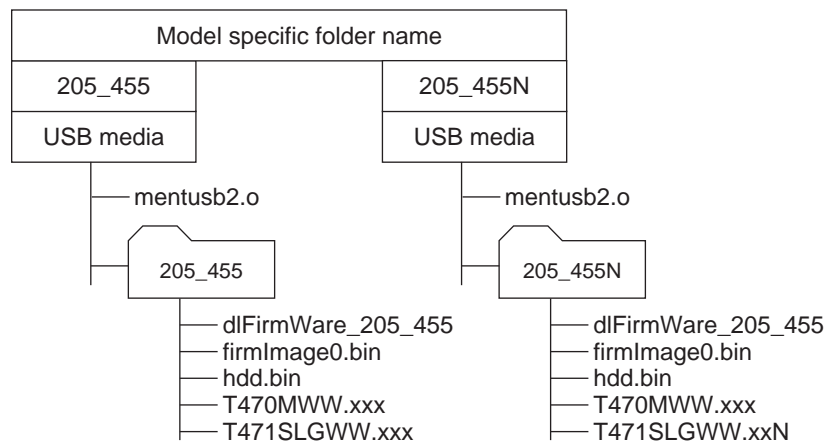 Model specific folder name
205_455
205_455N
USB media
USB media
mentusb2.o
mentusb2.o
205_455
205_455N
dlFirmWare_205_455
dlFirmWare_205_455
firmImage0.bin
firmImage0.bin
hdd.bin
hdd.bin
T470MWW.xxx
T470MWW.xxx
T471SLGWW.xxx
T471SLGWW.xxN